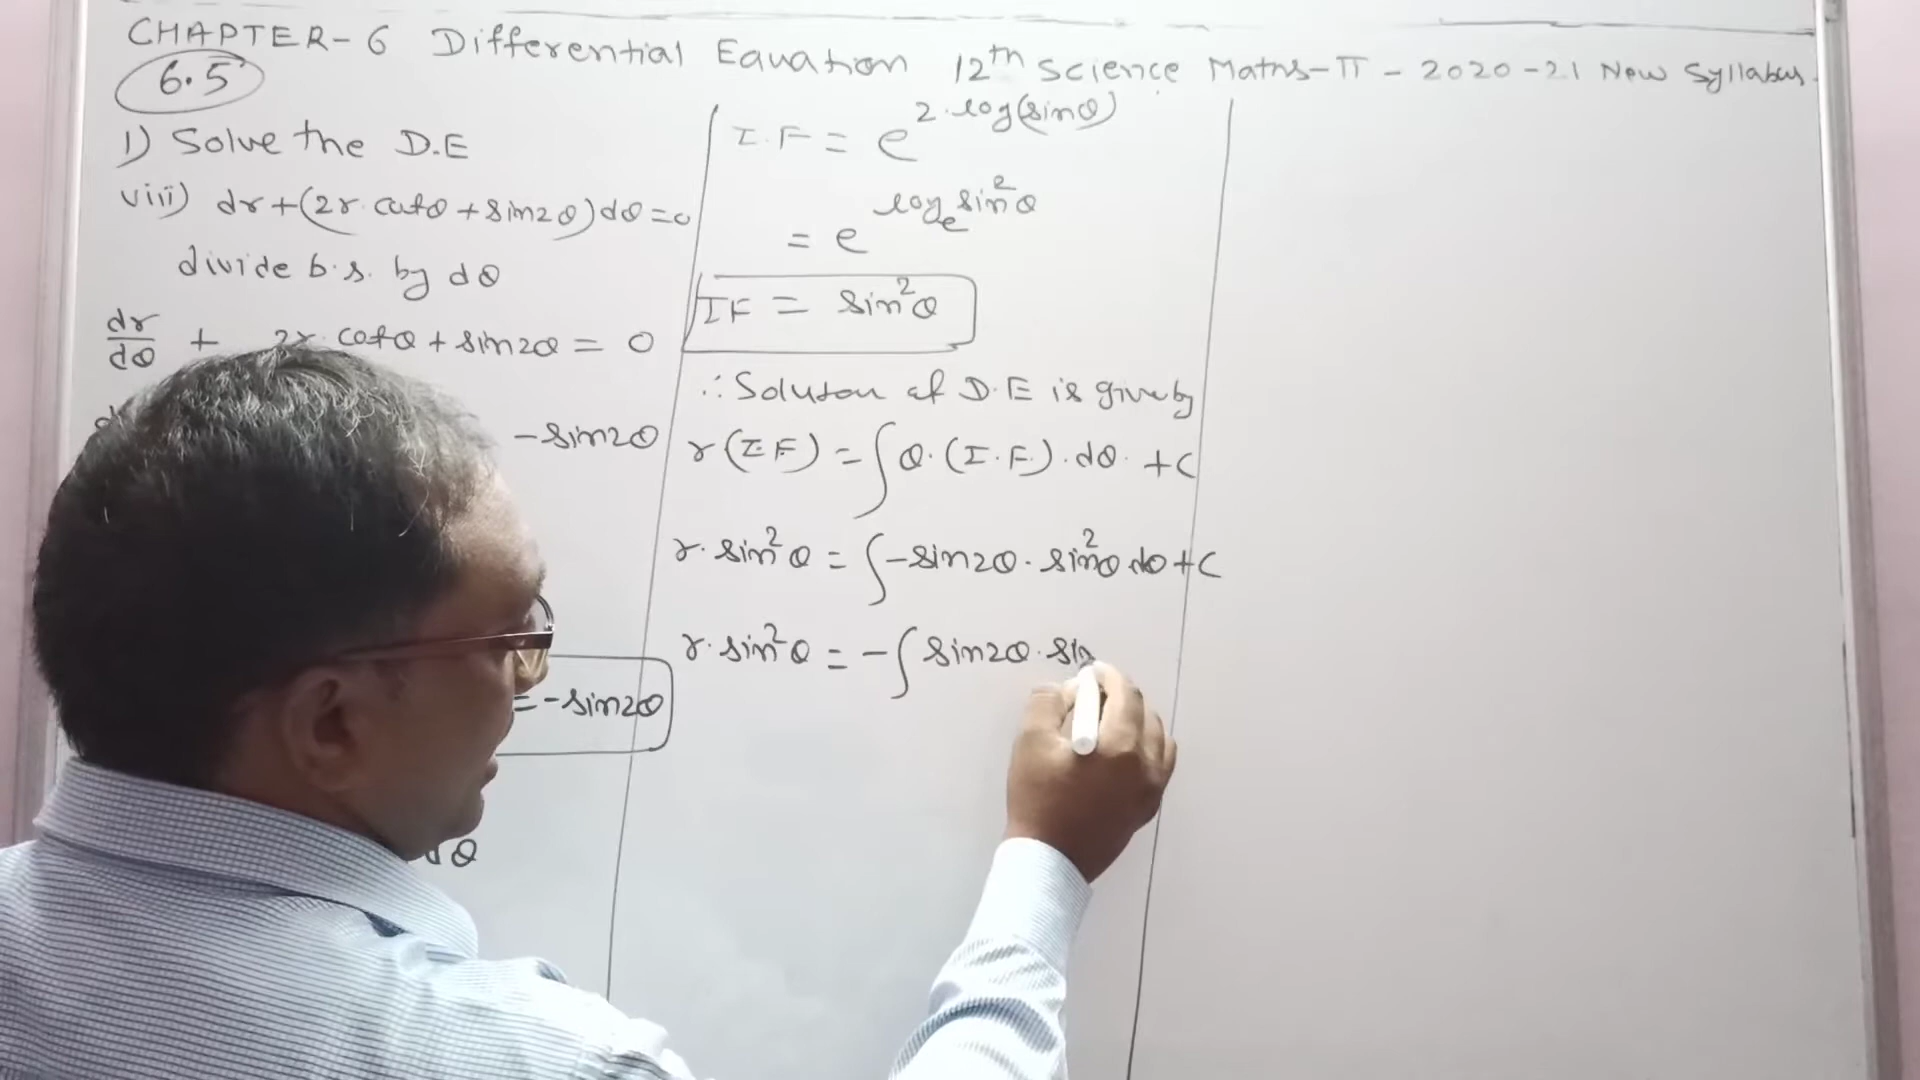 CHAPTER-6 Differential Equation 12th Science Maths-II - 2020-21 New Syllabus.
6.5
1) Solve the D.E
viii) dr+(2r cotθ+sin2θ)dθ=0
divide b.s. by dθ
dr/dθ + 2r cotθ+sin2θ = 0
-sin2θ
= -sin2θ
dθ
I.F = e^2·log(sinθ)
= e^log_e sin²θ
IF = sin²θ
∴ Soluton of D.E is given by
r(I.F) = ∫Q·(I.F.)·dθ +C
r·sin²θ = ∫-sin2θ·sin²θ dθ+C
r·sin²θ = -∫sin2θ·sin